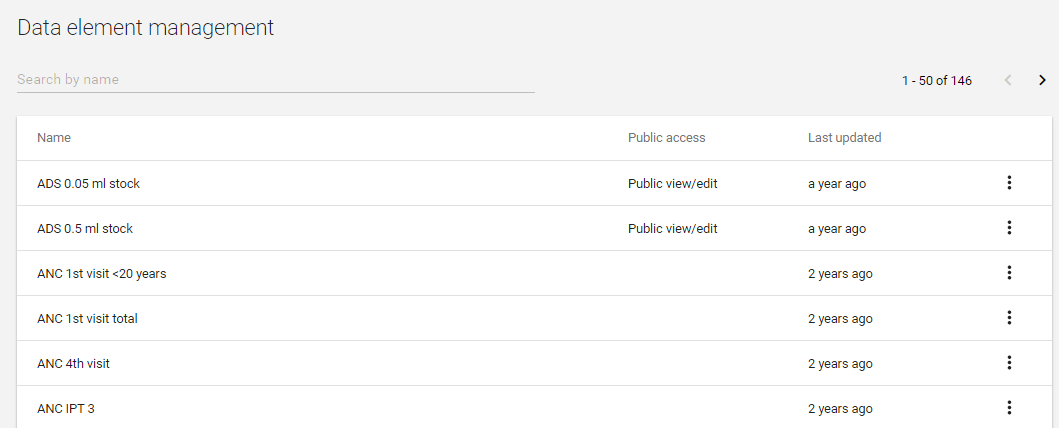 Data element management
Search by name 1 - 50 of 146
Name Public access Last updated
ADS 0.05 ml stock Public view/edit a year ago
ADS 0.5 ml stock Public view/edit a year ago
ANC 1st visit <20 years 2 years ago
ANC 1st visit total 2 years ago
ANC 4th visit 2 years ago
ANC IPT 3 2 years ago